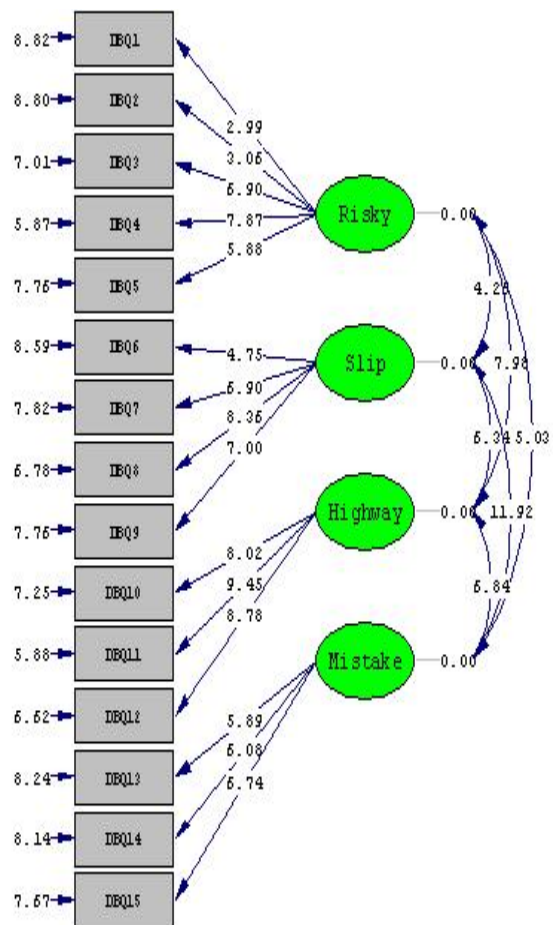 8.82 DBQ1
8.80 DBQ2
2.99
3.06
7.01 DBQ3
6.90
Risky 0.00
5.87 DBQ4
7.87
5.88
7.76 DBQ5
8.59 DBQ6
4.75
Slip 0.00
7.98
7.82 DBQ7
6.90
8.36
6.34 5.03
7.00
6.78 DBQ8
7.76 DBQ9
Highway 0.00
11.92
8.02
9.45
8.78
7.25 DBQ10
5.88 DBQ11
6.84
Mistake 0.00
6.62 DBQ12
5.89
6.08
6.74
8.24 DBQ13
8.14 DBQ14
7.67 DBQ15